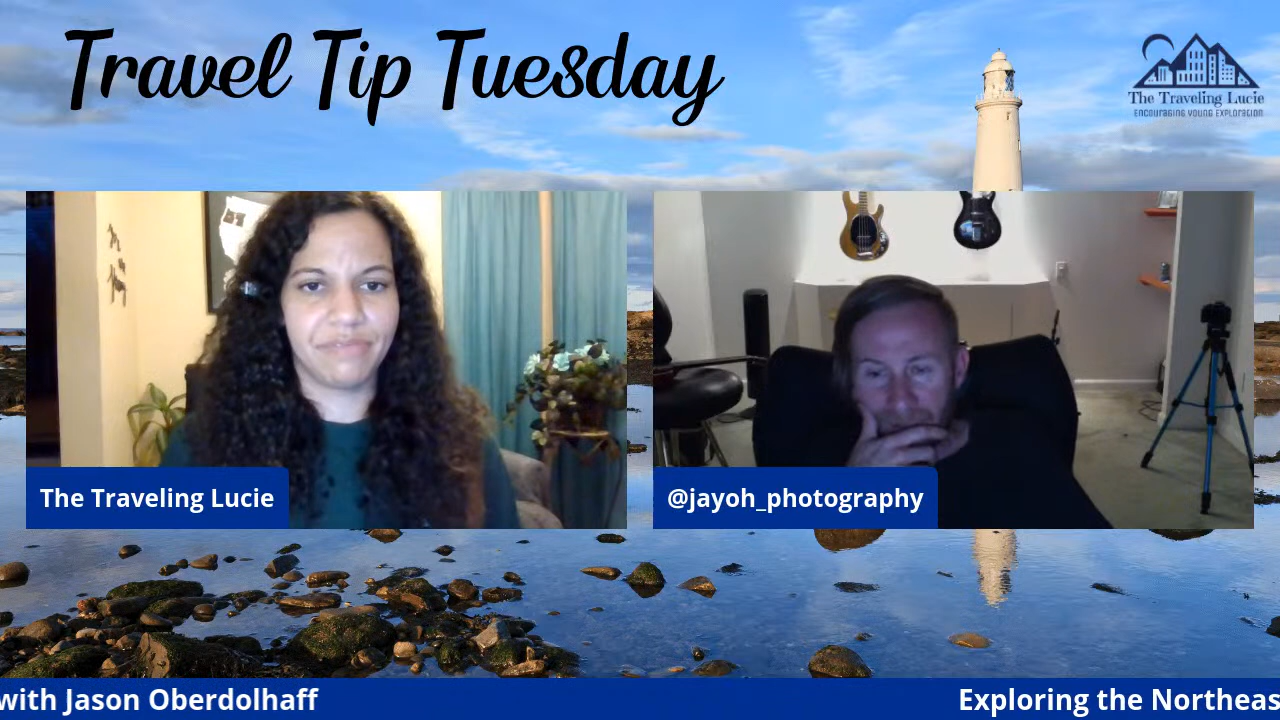 Travel Tip Tuesday
The Traveling Lucie
ENCOURAGING YOUNG EXPLORATION
The Traveling Lucie
@jayoh_photography
with Jason Oberdolhaff
Exploring the Northeas